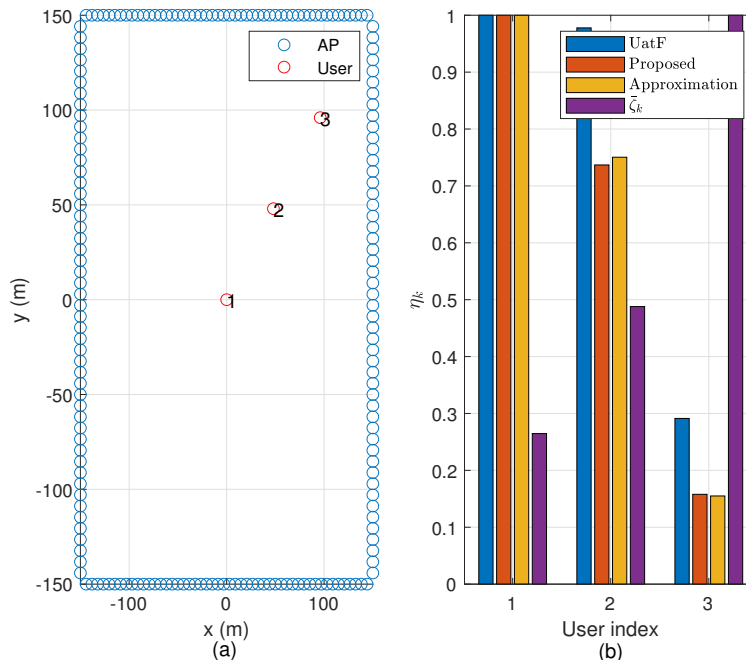 150
100
50
0
-50
-100
-150
y (m)
-100
0
100
x (m)
(a)
AP
User
3
2
1
1
0.9
0.8
0.7
0.6
0.5
0.4
0.3
0.2
0.1
0
η_k
1
2
3
User index
(b)
UatF
Proposed
Approximation
ζ̄_k